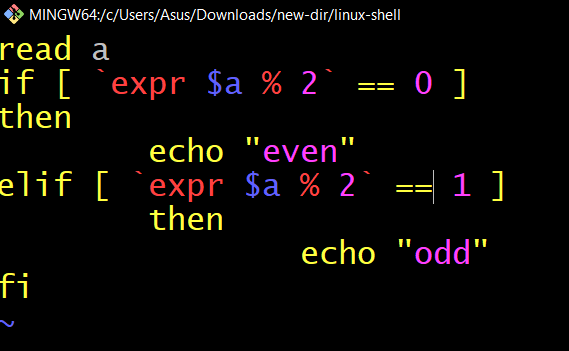 MINGW64:/c/Users/Asus/Downloads/new-dir/linux-shell
read a
if [ `expr $a % 2` == 0 ]
then
        echo "even"
elif [ `expr $a % 2` == 1 ]
        then
                echo "odd"
fi
~